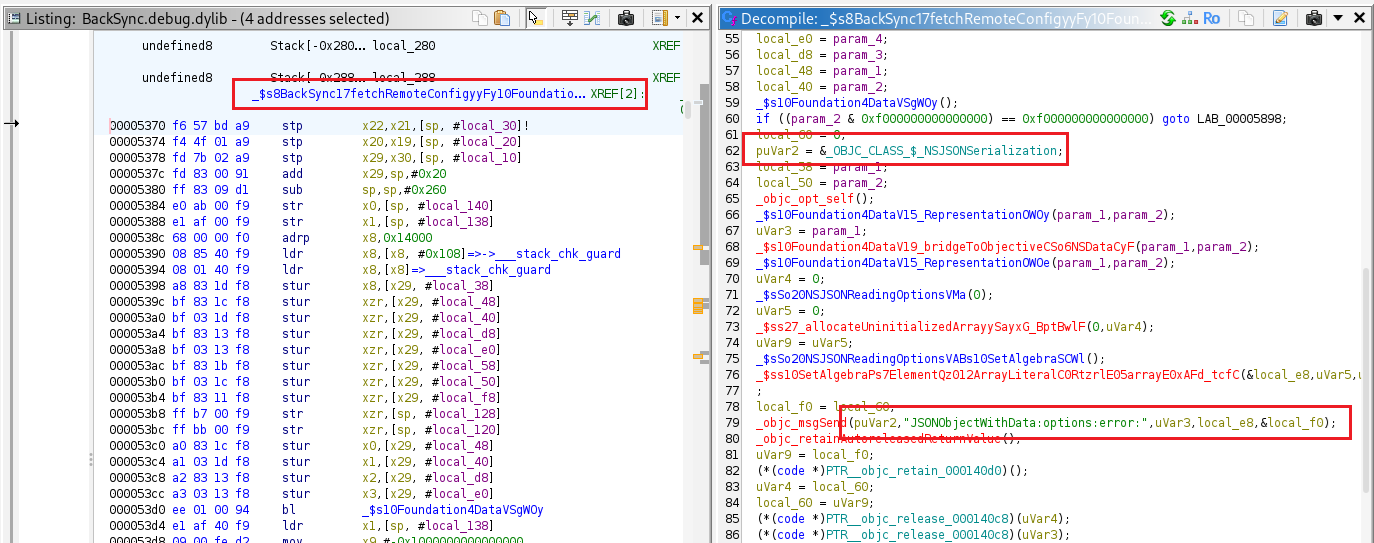 Listing: BackSync.debug.dylib - (4 addresses selected)
undefined8 Stack[-0x280... local_280 XREF
undefined8 Stack[-0x288... local_288 XREF
_$s8BackSync17fetchRemoteConfigyyFy10Foundatio... XREF[2]:
00005370 f6 57 bd a9 stp x22,x21,[sp, #local_30]!
00005374 f4 4f 01 a9 stp x20,x19,[sp, #local_20]
00005378 fd 7b 02 a9 stp x29,x30,[sp, #local_10]
0000537c fd 83 00 91 add x29,sp,#0x20
00005380 ff 83 09 d1 sub sp,sp,#0x260
00005384 e0 ab 00 f9 str x0,[sp, #local_140]
00005388 e1 af 00 f9 str x1,[sp, #local_138]
0000538c 68 00 00 f0 adrp x8,0x14000
00005390 08 85 40 f9 ldr x8,[x8, #0x108]=>->___stack_chk_guard
00005394 08 01 40 f9 ldr x8,[x8]=>___stack_chk_guard
00005398 a8 83 1d f8 stur x8,[x29, #local_38]
0000539c bf 83 1c f8 stur xzr,[x29, #local_48]
000053a0 bf 03 1d f8 stur xzr,[x29, #local_40]
000053a4 bf 83 13 f8 stur xzr,[x29, #local_d8]
000053a8 bf 03 13 f8 stur xzr,[x29, #local_e0]
000053ac bf 83 1b f8 stur xzr,[x29, #local_58]
000053b0 bf 03 1c f8 stur xzr,[x29, #local_50]
000053b4 bf 83 11 f8 stur xzr,[x29, #local_f8]
000053b8 ff b7 00 f9 str xzr,[sp, #local_128]
000053bc ff bb 00 f9 str xzr,[sp, #local_120]
000053c0 a0 83 1c f8 stur x0,[x29, #local_48]
000053c4 a1 03 1d f8 stur x1,[x29, #local_40]
000053c8 a2 83 13 f8 stur x2,[x29, #local_d8]
000053cc a3 03 13 f8 stur x3,[x29, #local_e0]
000053d0 ee 01 00 94 bl _$s10Foundation4DataVSgWOy
000053d4 e1 af 40 f9 ldr x1,[sp, #local_138]
000053d8 09 00 fe d2 mov x9,#-0x1000000000000000
Decompile: _$s8BackSync17fetchRemoteConfigyyFy10Foun...
Ro
55 local_e0 = param_4;
56 local_d8 = param_3;
57 local_48 = param_1;
58 local_40 = param_2;
59 _$s10Foundation4DataVSgWOy();
60 if ((param_2 & 0xf000000000000000) == 0xf000000000000000) goto LAB_00005898;
61 local_60 = 0;
62 puVar2 = &_OBJC_CLASS_$_NSJSONSerialization;
63 local_58 = param_1;
64 local_50 = param_2;
65 _objc_opt_self();
66 _$s10Foundation4DataV15_RepresentationOWOy(param_1,param_2);
67 uVar3 = param_1;
68 _$s10Foundation4DataV19_bridgeToObjectiveCSo6NSDataCyF(param_1,param_2);
69 _$s10Foundation4DataV15_RepresentationOWOe(param_1,param_2);
70 uVar4 = 0;
71 _$sSo20NSJSONReadingOptionsVMa(0);
72 uVar5 = 0;
73 _$ss27_allocateUninitializedArrayySayxG_BptBwlF(0,uVar4);
74 uVar9 = uVar5;
75 _$sSo20NSJSONReadingOptionsVABs10SetAlgebraSCWl();
76 _$ss10SetAlgebraPs7ElementQz012ArrayLiteralC0RtzrlE05arrayE0xAFd_tcfC(&local_e8,uVar5,u
77 ;
78 local_f0 = local_60;
79 _objc_msgSend(puVar2,"JSONObjectWithData:options:error:",uVar3,local_e8,&local_f0);
80 _objc_retainAutoreleasedReturnValue();
81 uVar9 = local_f0;
82 (*(code *)PTR__objc_retain_000140d0)();
83 uVar4 = local_60;
84 local_60 = uVar9;
85 (*(code *)PTR__objc_release_000140c8)(uVar4);
86 (*(code *)PTR__objc_release_000140c8)(uVar3);